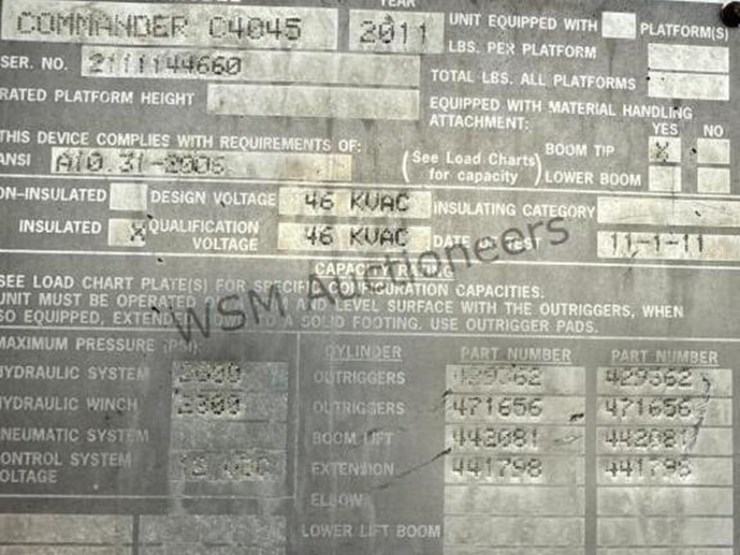 YEAR
COMMANDER C4045 2011 UNIT EQUIPPED WITH PLATFORM(S)
LBS. PER PLATFORM
SER. NO. 2111144660 TOTAL LBS. ALL PLATFORMS
RATED PLATFORM HEIGHT EQUIPPED WITH MATERIAL HANDLING
ATTACHMENT: YES NO
THIS DEVICE COMPLIES WITH REQUIREMENTS OF: (See Load Charts for capacity) BOOM TIP X
ANSI A10.31-2006 LOWER BOOM
ON-INSULATED DESIGN VOLTAGE 46 KVAC INSULATING CATEGORY
INSULATED X QUALIFICATION VOLTAGE 46 KVAC DATE OF TEST 11-1-11
CAPACITY
SEE LOAD CHART PLATE(S) FOR SPECIFIC CONFIGURATION CAPACITIES.
UNIT MUST BE OPERATED AND LEVEL SURFACE WITH THE OUTRIGGERS, WHEN
SO EQUIPPED, EXTENDED A SOLID FOOTING. USE OUTRIGGER PADS.
WSM Auctioneers
MAXIMUM PRESSURE (PSI): CYLINDER PART NUMBER PART NUMBER
HYDRAULIC SYSTEM OUTRIGGERS 429362
HYDRAULIC WINCH OUTRIGGERS 471656 471656
NEUMATIC SYSTEM BOOM LIFT 442081 442081
ONTROL SYSTEM EXTENSION 441798 441798
OLTAGE
ELBOW
LOWER LIFT BOOM